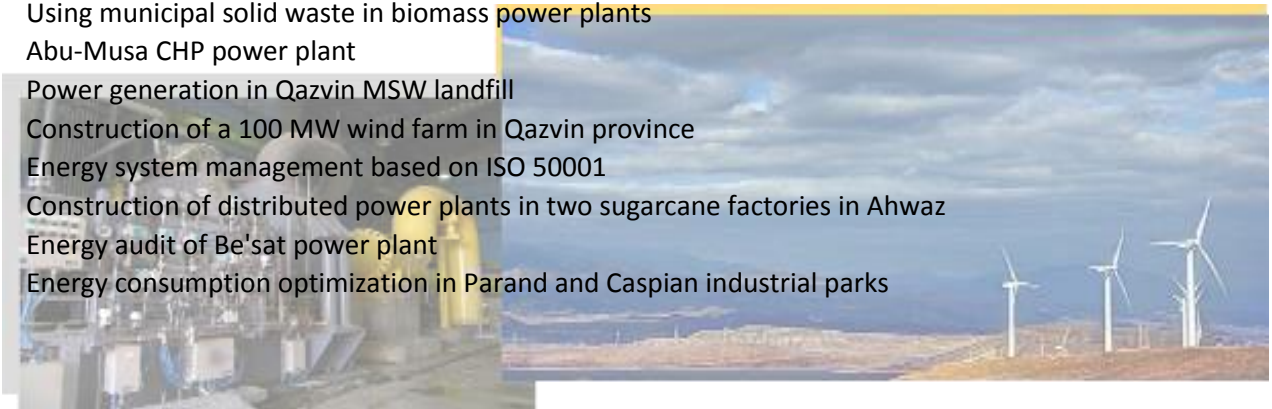 Using municipal solid waste in biomass power plants
Abu-Musa CHP power plant
Power generation in Qazvin MSW landfill
Construction of a 100 MW wind farm in Qazvin province
Energy system management based on ISO 50001
Construction of distributed power plants in two sugarcane factories in Ahwaz
Energy audit of Be'sat power plant
Energy consumption optimization in Parand and Caspian industrial parks